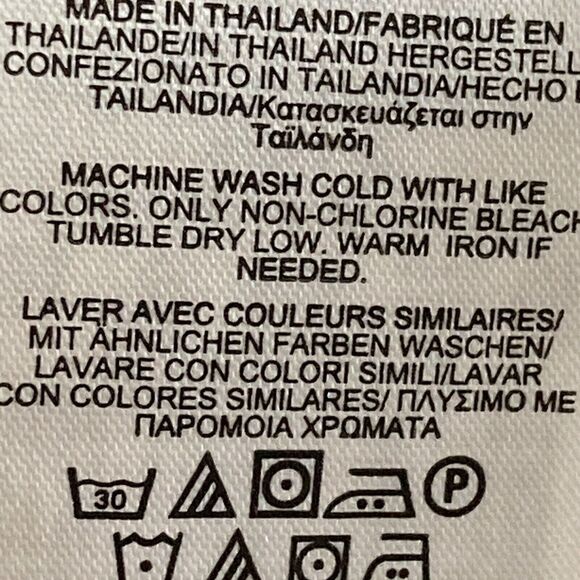 MADE IN THAILAND/FABRIQUÉ EN
THAILANDE/IN THAILAND HERGESTELL
CONFEZIONATO IN TAILANDIA/HECHO
TAILANDIA/Κατασκευάζεται στην
Ταϊλάνδη
MACHINE WASH COLD WITH LIKE
COLORS. ONLY NON-CHLORINE BLEACH
TUMBLE DRY LOW. WARM IRON IF
NEEDED.
LAVER AVEC COULEURS SIMILAIRES/
MIT ÄHNLICHEN FARBEN WASCHEN/
LAVARE CON COLORI SIMILI/LAVAR
CON COLORES SIMILARES/ ΠΛΥΣΙΜΟ ΜΕ
ΠΑΡΟΜΟΙΑ ΧΡΩΜΑΤΑ
30 P